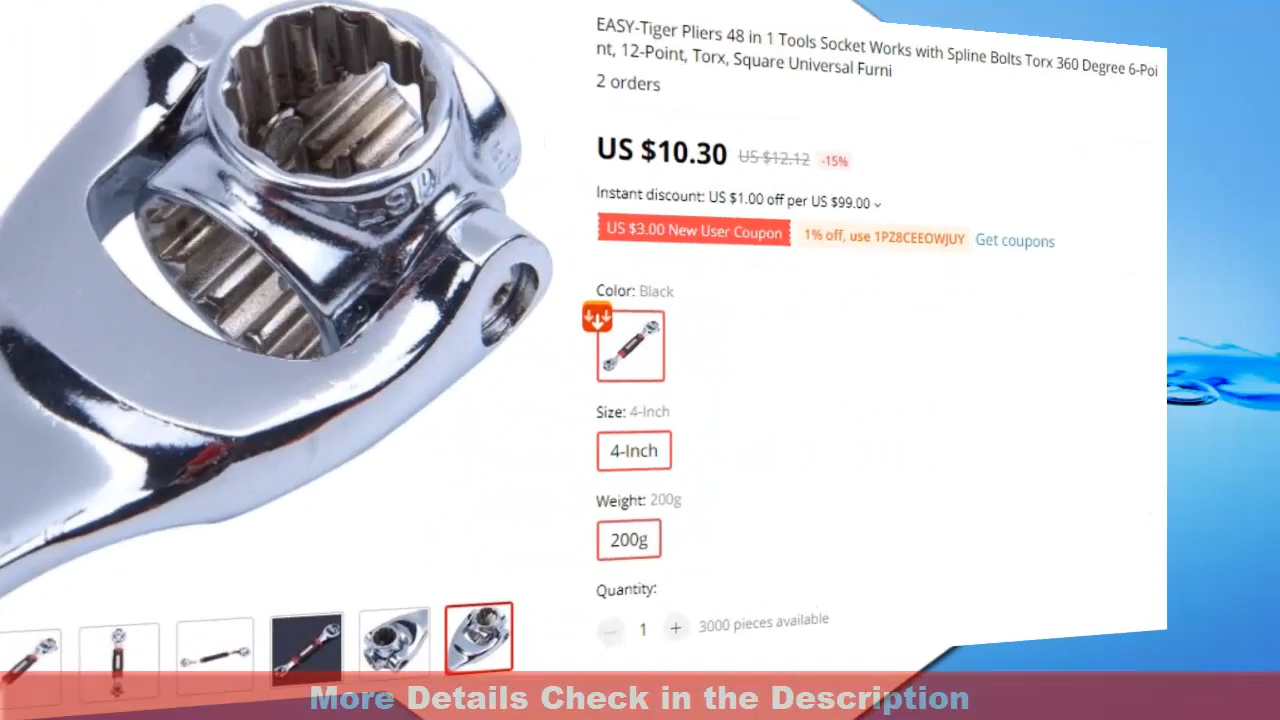 EASY-Tiger Pliers 48 in 1 Tools Socket Works with Spline Bolts Torx 360 Degree 6-Poi
nt, 12-Point, Torx, Square Universal Furni
2 orders
US $10.30 US $12.12 -15%
Instant discount: US $1.00 off per US $99.00
US $3.00 New User Coupon 1% off, use 1PZ8CEEOWJUY Get coupons
Color: Black
Size: 4-Inch
4-Inch
Weight: 200g
200g
Quantity:
1 + 3000 pieces available
More Details Check in the Description